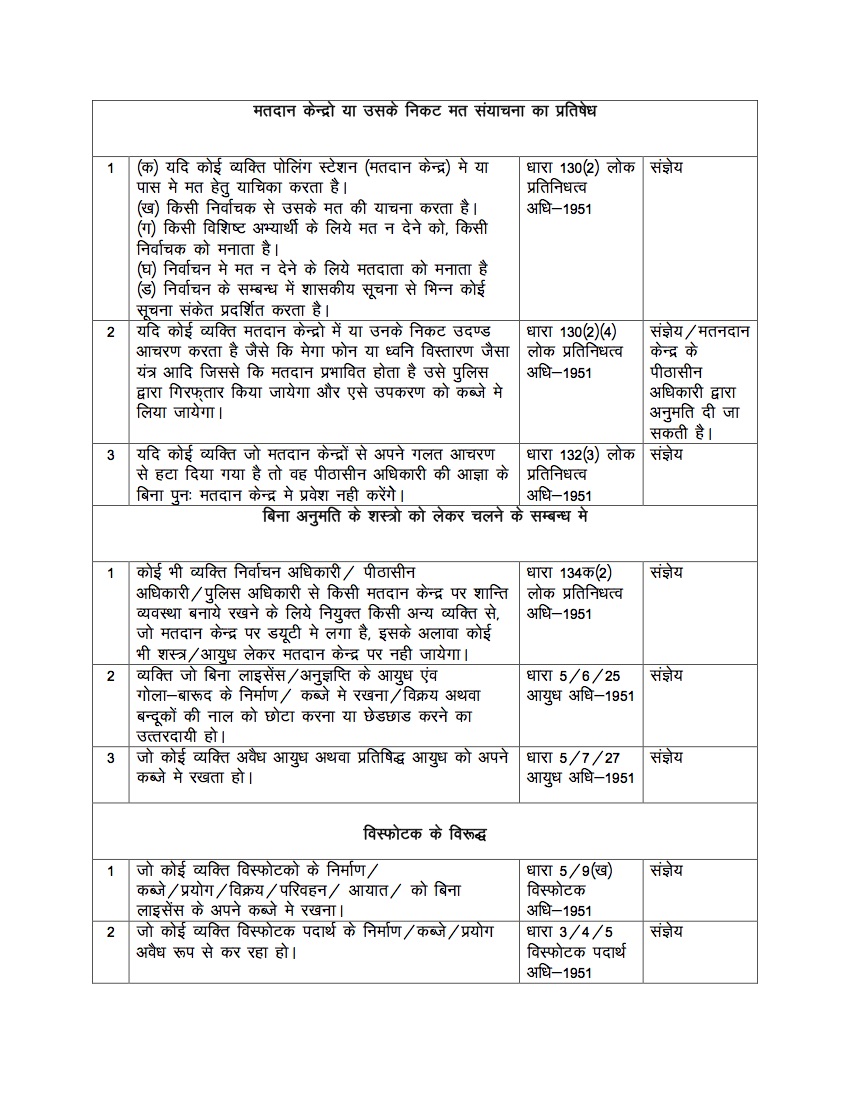 मतदान केन्द्रो या उसके निकट मत संयाचना का प्रतिषेध
1 (क) यदि कोई व्यक्ति पोलिंग स्टेशन (मतदान केन्द्र) मे या धारा 130(2) लोक संज्ञेय
पास मे मत हेतु याचिका करता है। प्रतिनिधत्व
(ख) किसी निर्वाचक से उसके मत की याचना करता है। अधि–1951
(ग) किसी विशिष्ट अभ्यार्थी के लिये मत न देने को, किसी
निर्वाचक को मनाता है।
(घ) निर्वाचन मे मत न देने के लिये मतदाता को मनाता है
(ड) निर्वाचन के सम्बन्ध में शासकीय सूचना से भिन्न कोई
सूचना संकेत प्रदर्शित करता है।
2 यदि कोई व्यक्ति मतदान केन्द्रो में या उनके निकट उदण्ड धारा 130(2)(4) संज्ञेय/मतनदान
आचरण करता है जैसे कि मेगा फोन या ध्वनि विस्तारण जैसा लोक प्रतिनिधत्व केन्द्र के
यंत्र आदि जिससे कि मतदान प्रभावित होता है उसे पुलिस अधि–1951 पीठासीन
द्वारा गिरफ्तार किया जायेगा और एसे उपकरण को कब्जे मे अधिकारी द्वारा
लिया जायेगा। अनुमति दी जा
सकती है।
3 यदि कोई व्यक्ति जो मतदान केन्द्रों से अपने गलत आचरण धारा 132(3) लोक संज्ञेय
से हटा दिया गया है तो वह पीठासीन अधिकारी की आज्ञा के प्रतिनिधत्व
बिना पुनः मतदान केन्द्र मे प्रवेश नही करेंगे। अधि–1951
बिना अनुमति के शस्त्रो को लेकर चलने के सम्बन्ध मे
1 कोई भी व्यक्ति निर्वाचन अधिकारी/ पीठासीन धारा 134क(2) संज्ञेय
अधिकारी/पुलिस अधिकारी से किसी मतदान केन्द्र पर शान्ति लोक प्रतिनिधत्व
व्यवस्था बनाये रखने के लिये नियुक्त किसी अन्य व्यक्ति से, अधि–1951
जो मतदान केन्द्र पर डयूटी मे लगा है, इसके अलावा कोई
भी शस्त्र/आयुध लेकर मतदान केन्द्र पर नही जायेगा।
2 व्यक्ति जो बिना लाइसेंस/अनुज्ञप्ति के आयुध एंव धारा 5/6/25 संज्ञेय
गोला–बारूद के निर्माण/ कब्जे मे रखना/विक्रय अथवा आयुध अधि–1951
बन्दूकों की नाल को छोटा करना या छेडछाड करने का
उत्तरदायी हो।
3 जो कोई व्यक्ति अवैध आयुध अथवा प्रतिषिद्ध आयुध को अपने धारा 5/7/27 संज्ञेय
कब्जे मे रखता हो। आयुध अधि–1951
विस्फोटक के विरूद्ध
1 जो कोई व्यक्ति विस्फोटको के निर्माण/ धारा 5/9(ख) संज्ञेय
कब्जे/प्रयोग/विक्रय/परिवहन/ आयात/ को बिना विस्फोटक
लाइसेंस के अपने कब्जे मे रखना। अधि–1951
2 जो कोई व्यक्ति विस्फोटक पदार्थ के निर्माण/कब्जे/प्रयोग धारा 3/4/5 संज्ञेय
अवैध रूप से कर रहा हो। विस्फोटक पदार्थ
अधि–1951